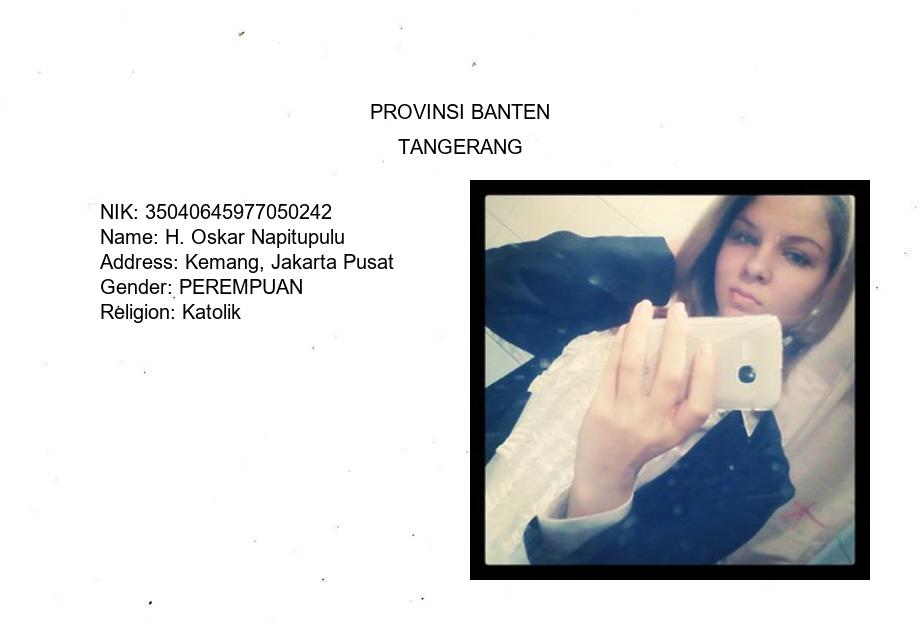 PROVINSI BANTEN
TANGERANG
NIK: 35040645977050242
Name: H. Oskar Napitupulu
Address: Kemang, Jakarta Pusat
Gender: PEREMPUAN
Religion: Katolik